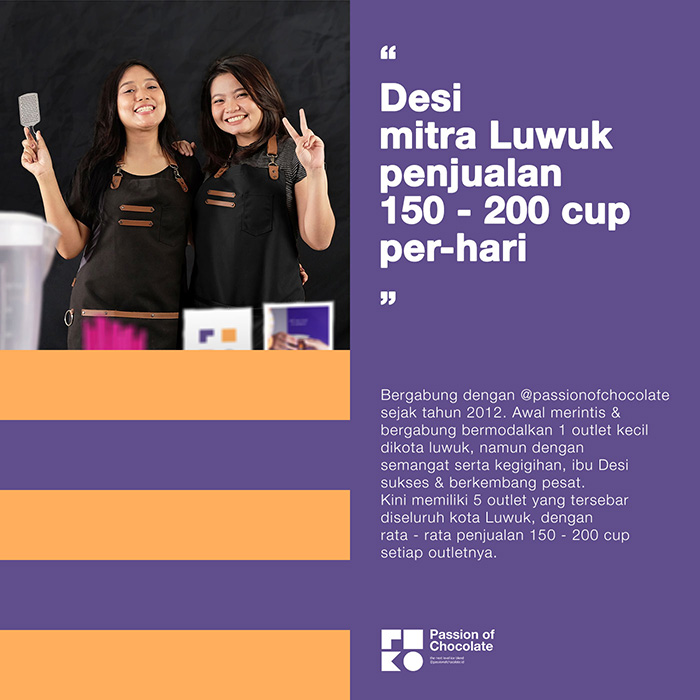 “
Desi
mitra Luwuk
penjualan
150 - 200 cup
per-hari
”
Bergabung dengan @passionofchocolate
sejak tahun 2012. Awal merintis &
bergabung bermodalkan 1 outlet kecil
dikota luwuk, namun dengan
semangat serta kegigihan, ibu Desi
sukses & berkembang pesat.
Kini memiliki 5 outlet yang tersebar
diseluruh kota Luwuk, dengan
rata - rata penjualan 150 - 200 cup
setiap outletnya.
Passion of
Chocolate